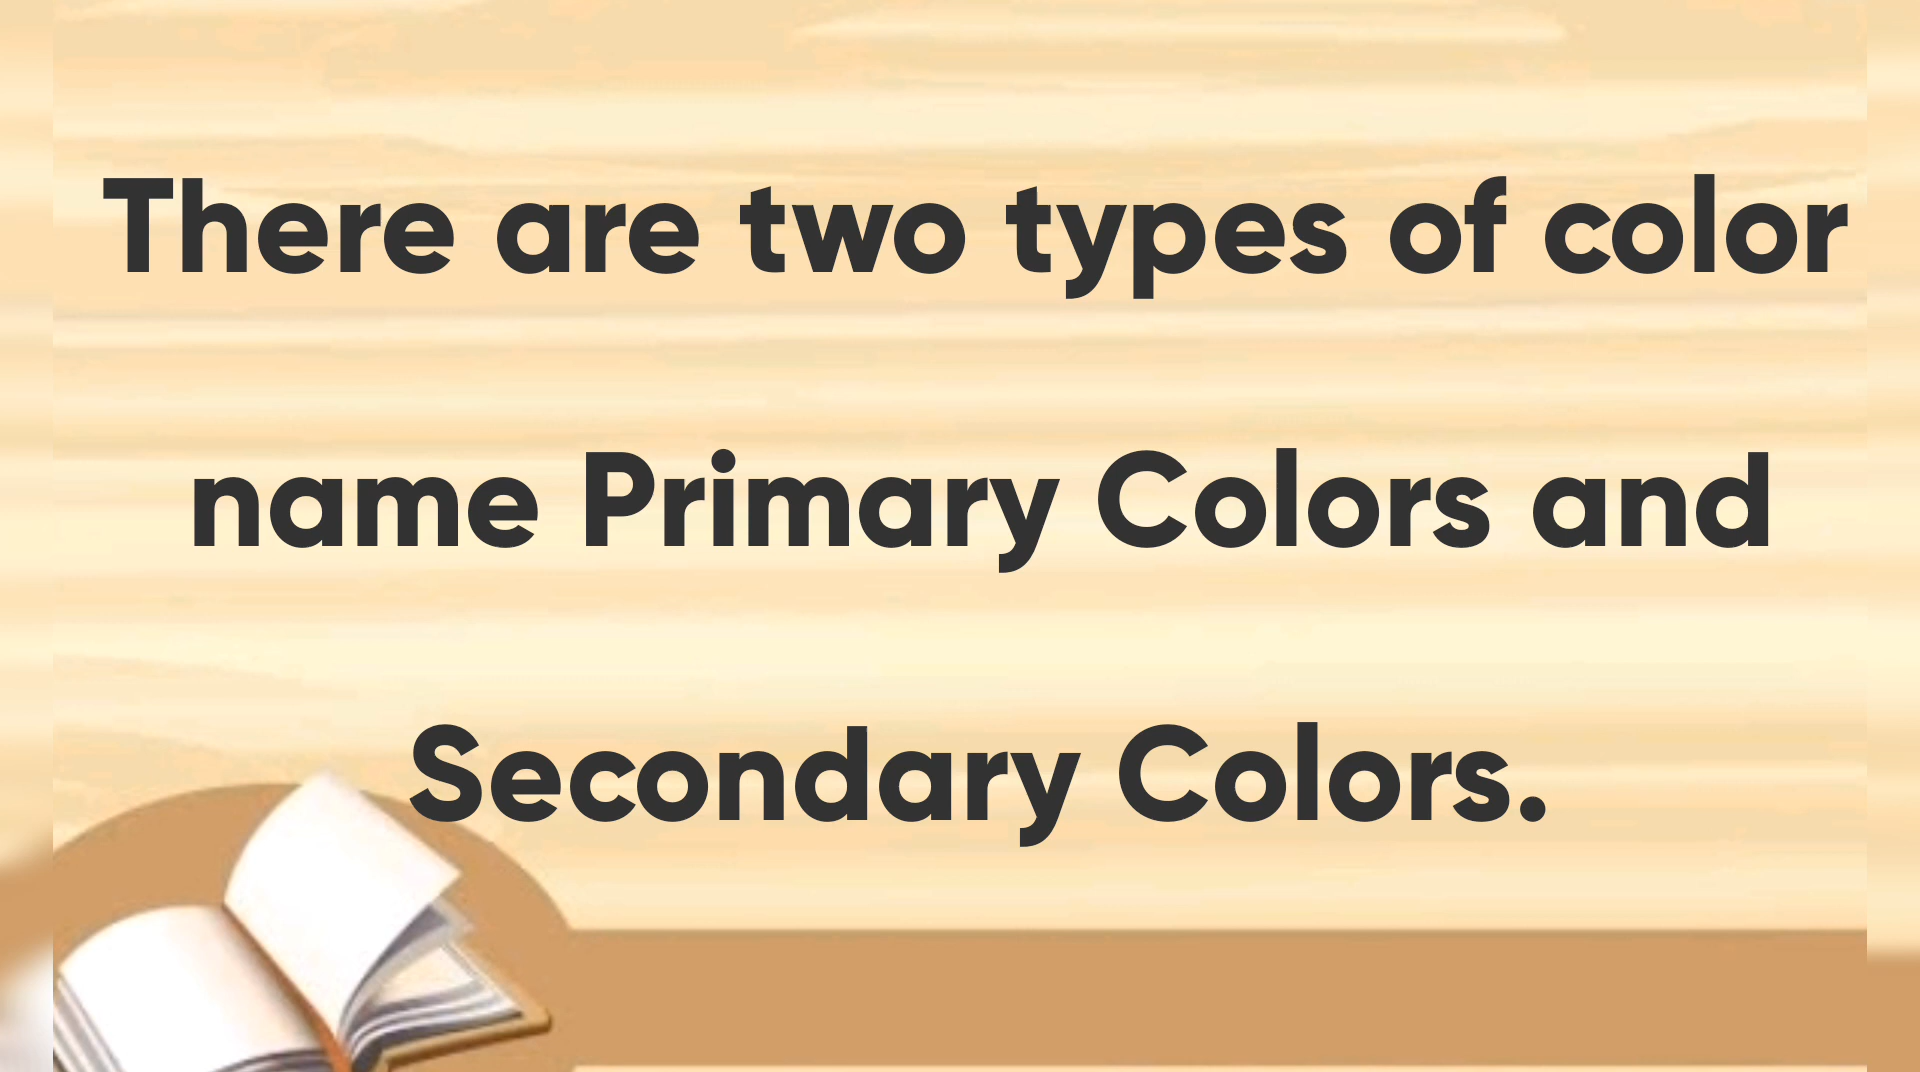 There are two types of color
name Primary Colors and
Secondary Colors.